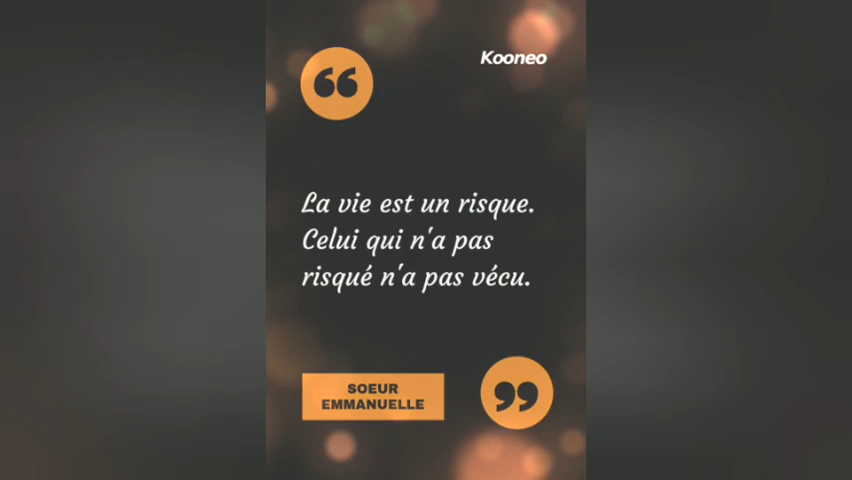 Kooneo
“
La vie est un risque.
Celui qui n'a pas
risqué n'a pas vécu.
SOEUR
EMMANUELLE
”